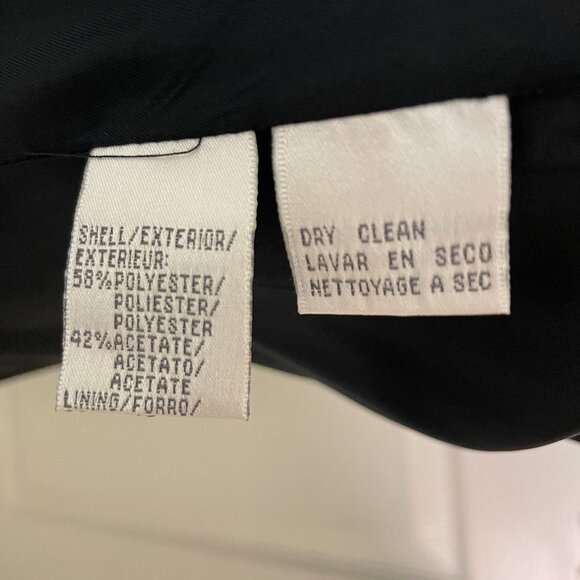 SHELL/EXTERIOR/
EXTERIEUR:
58%POLYESTER/
POLIESTER/
POLYESTER
42%ACETATE/
ACETATO/
ACETATE
LINING/FORRO/
DRY CLEAN
LAVAR EN SECO
NETTOYAGE A SEC